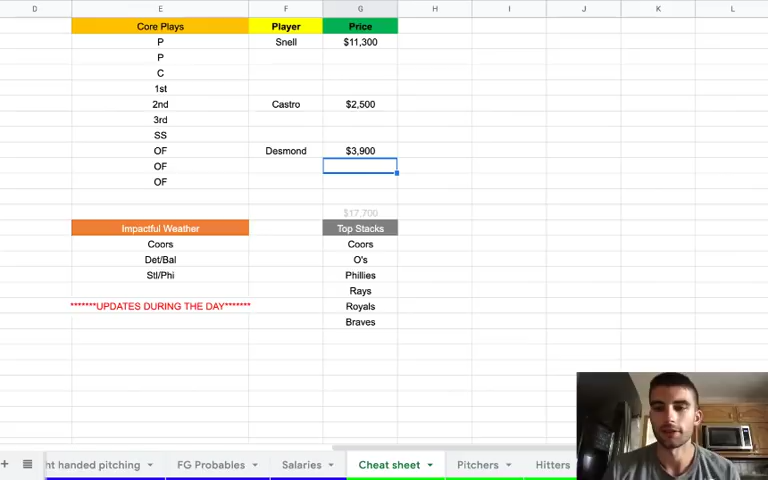 D E F G H I J K L
Core Plays Player Price
P Snell $11,300
P
C
1st
2nd Castro $2,500
3rd
SS
OF Desmond $3,900
OF
OF
$17,700
Impactful Weather Top Stacks
Coors Coors
Det/Bal O's
Stl/Phi Phillies
Rays
*******UPDATES DURING THE DAY******* Royals
Braves
ht handed pitching FG Probables Salaries Cheat sheet Pitchers Hitters